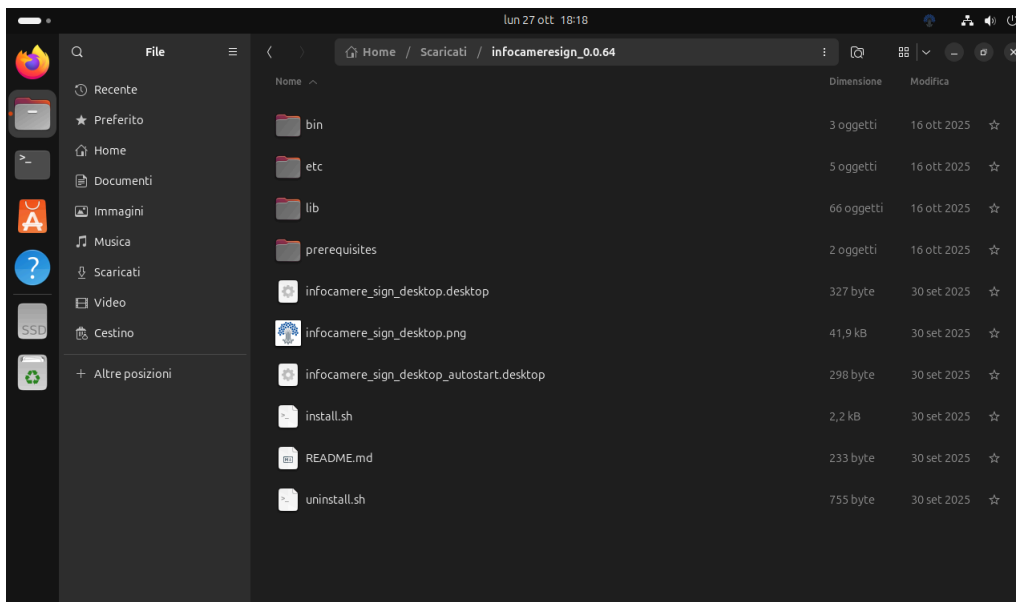 lun 27 ott 18:18
File
Home / Scaricati / infocameresign_0.0.64
Recente
Preferito
Home
Documenti
Immagini
Musica
Scaricati
Video
Cestino
Altre posizioni
SSD
Nome Dimensione Modifica
bin 3 oggetti 16 ott 2025
etc 5 oggetti 16 ott 2025
lib 66 oggetti 16 ott 2025
prerequisites 2 oggetti 16 ott 2025
infocamere_sign_desktop.desktop 327 byte 30 set 2025
infocamere_sign_desktop.png 41,9 kB 30 set 2025
infocamere_sign_desktop_autostart.desktop 298 byte 30 set 2025
install.sh 2,2 kB 30 set 2025
README.md 233 byte 30 set 2025
uninstall.sh 755 byte 30 set 2025